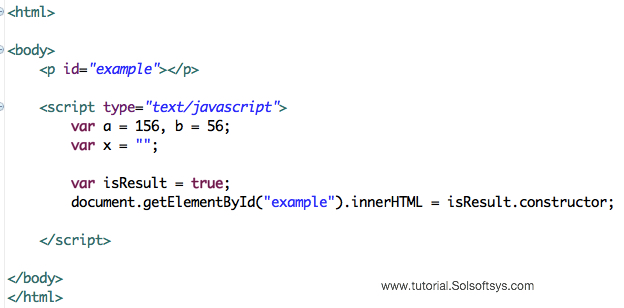 <html>
<body>
<p id="example"></p>
<script type="text/javascript">
var a = 156, b = 56;
var x = "";
var isResult = true;
document.getElementById("example").innerHTML = isResult.constructor;
</script>
</body>
www.tutorial.Solsoftsys.com
</html>